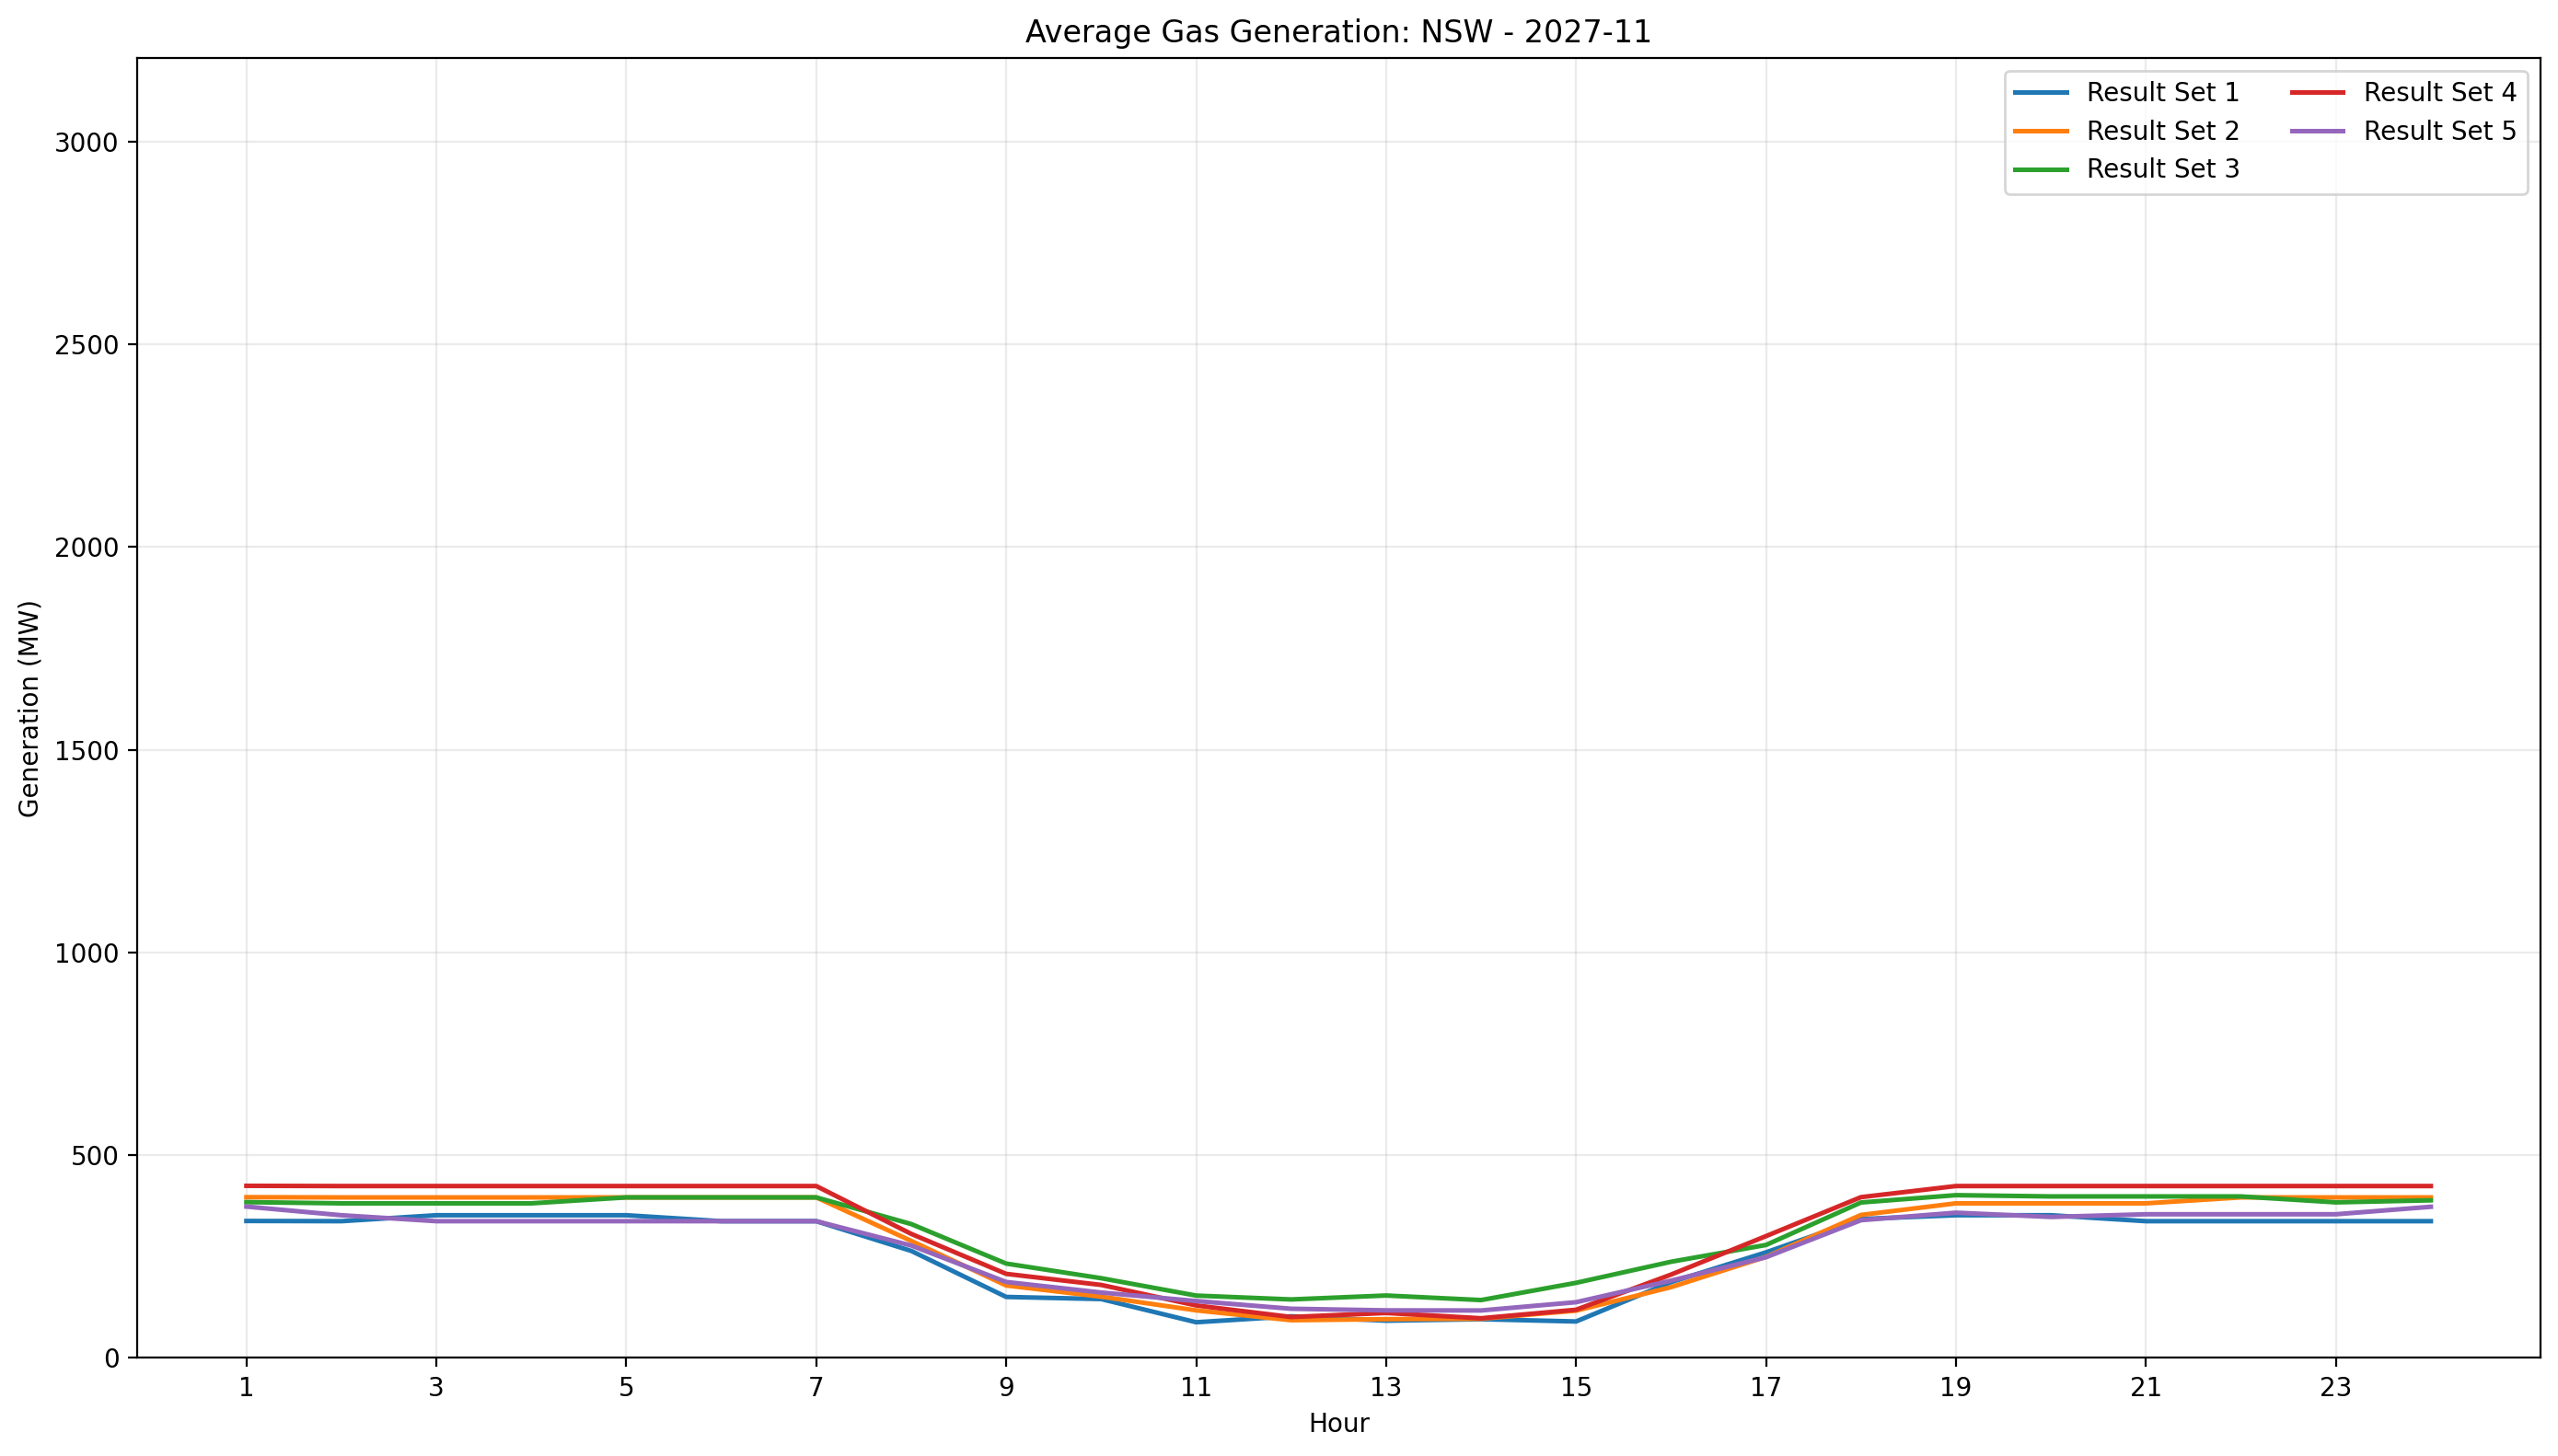 Average Gas Generation: NSW - 2027-11
Result Set 1
Result Set 2
Result Set 3
Result Set 4
Result Set 5
Generation (MW)
3000
2500
2000
1500
1000
500
0
1 3 5 7 9 11 13 15 17 19 21 23
Hour